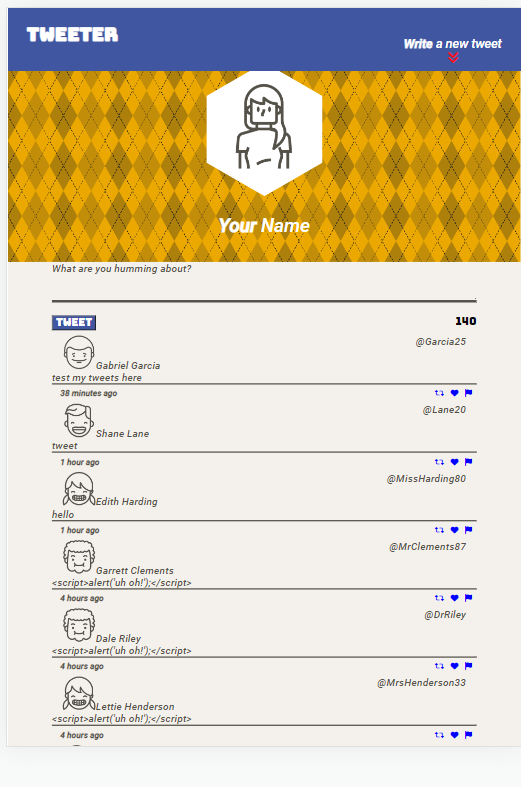 TWEETER
Write a new tweet
Your Name
What are you humming about?
TWEET 140
@Garcia25
Gabriel Garcia
test my tweets here
38 minutes ago
@Lane20
Shane Lane
tweet
1 hour ago
@MissHarding80
Edith Harding
hello
1 hour ago
@MrClements87
Garrett Clements
<script>alert('uh oh!');</script>
4 hours ago
@DrRiley
Dale Riley
<script>alert('uh oh!');</script>
4 hours ago
@MrsHenderson33
Lettie Henderson
<script>alert('uh oh!');</script>
4 hours ago